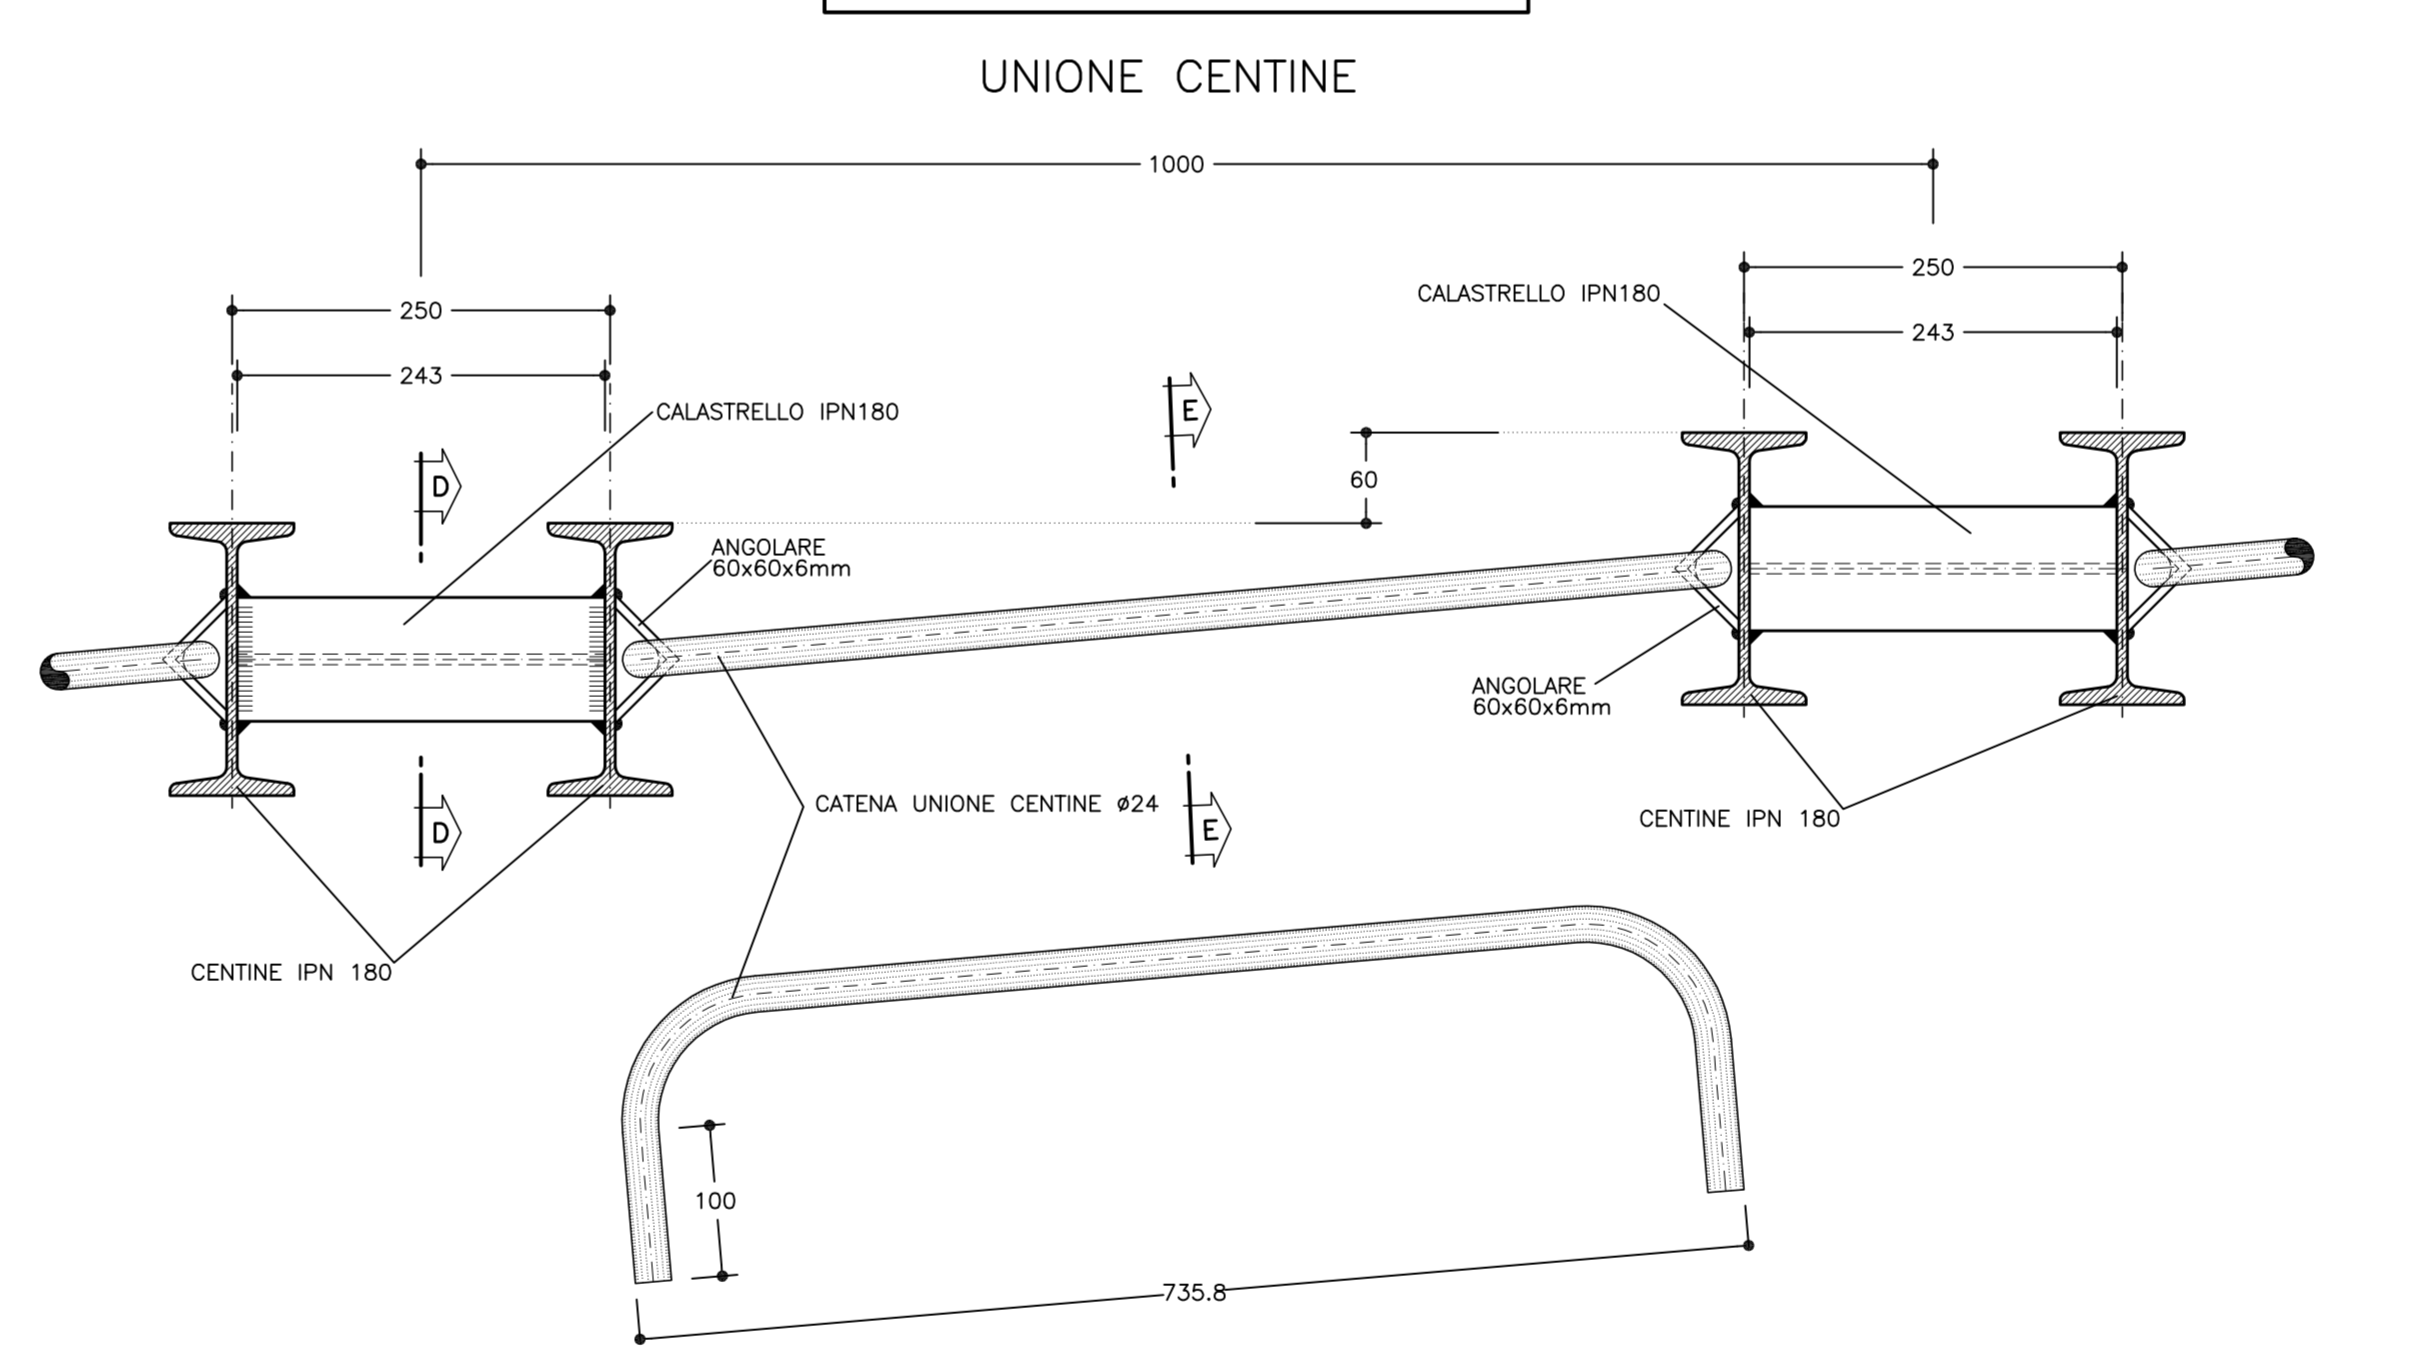 UNIONE CENTINE
1000
250
CALASTRELLO IPN180
250
243
243
CALASTRELLO IPN180
E
60
D
ANGOLARE
60x60x6mm
ANGOLARE
60x60x6mm
CATENA UNIONE CENTINE ø24
CENTINE IPN 180
D
E
CENTINE IPN 180
100
735.8